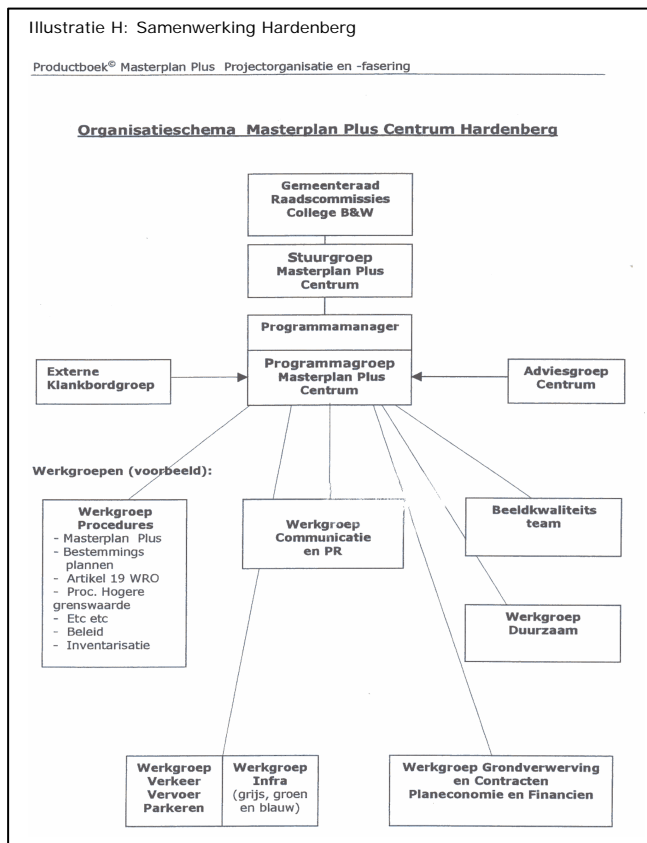 Illustratie H: Samenwerking Hardenberg
Productboek© Masterplan Plus Projectorganisatie en -fasering
Organisatieschema Masterplan Plus Centrum Hardenberg
Gemeenteraad
Raadscommissies
College B&W
Stuurgroep
Masterplan Plus
Centrum
Programmamanager
Externe
Klankbordgroep
Programmagroep
Masterplan Plus
Centrum
Adviesgroep
Centrum
Werkgroepen (voorbeeld):
Werkgroep
Procedures
- Masterplan Plus
- Bestemmings
plannen
- Artikel 19 WRO
- Proc. Hogere
grenswaarde
- Etc etc
- Beleid
- Inventarisatie
Werkgroep
Communicatie
en PR
Beeldkwaliteits
team
Werkgroep
Duurzaam
Werkgroep
Verkeer
Vervoer
Parkeren
Werkgroep
Infra
(grijs, groen
en blauw)
Werkgroep Grondverwerving
en Contracten
Planeconomie en Financien